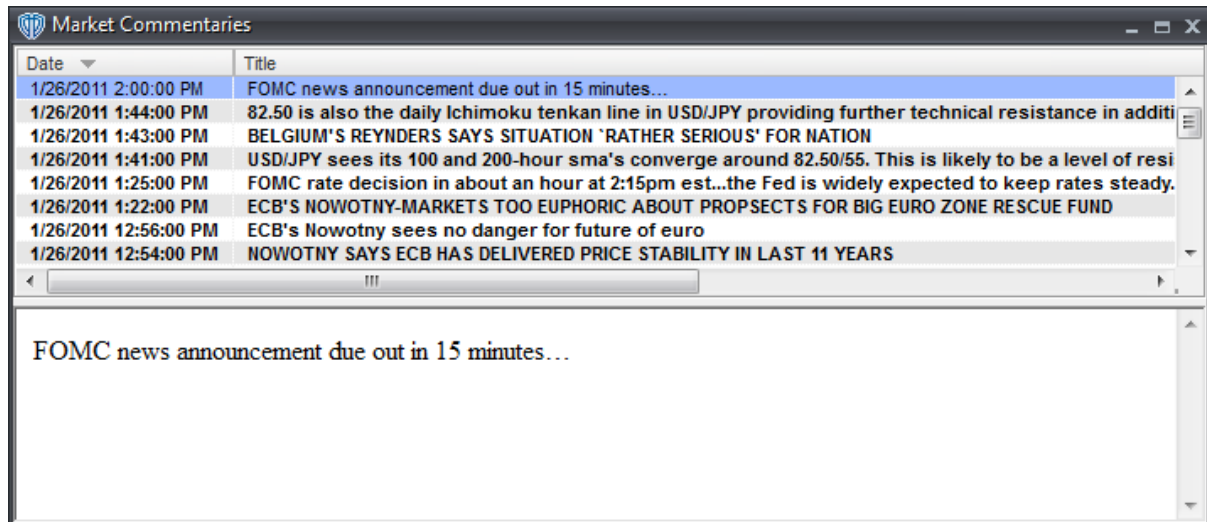 Market Commentaries
Date Title
1/26/2011 2:00:00 PM FOMC news announcement due out in 15 minutes...
1/26/2011 1:44:00 PM 82.50 is also the daily Ichimoku tenkan line in USD/JPY providing further technical resistance in additi
1/26/2011 1:43:00 PM BELGIUM'S REYNDERS SAYS SITUATION `RATHER SERIOUS' FOR NATION
1/26/2011 1:41:00 PM USD/JPY sees its 100 and 200-hour sma's converge around 82.50/55. This is likely to be a level of resi
1/26/2011 1:25:00 PM FOMC rate decision in about an hour at 2:15pm est...the Fed is widely expected to keep rates steady.
1/26/2011 1:22:00 PM ECB'S NOWOTNY-MARKETS TOO EUPHORIC ABOUT PROPSECTS FOR BIG EURO ZONE RESCUE FUND
1/26/2011 12:56:00 PM ECB's Nowotny sees no danger for future of euro
1/26/2011 12:54:00 PM NOWOTNY SAYS ECB HAS DELIVERED PRICE STABILITY IN LAST 11 YEARS
FOMC news announcement due out in 15 minutes...